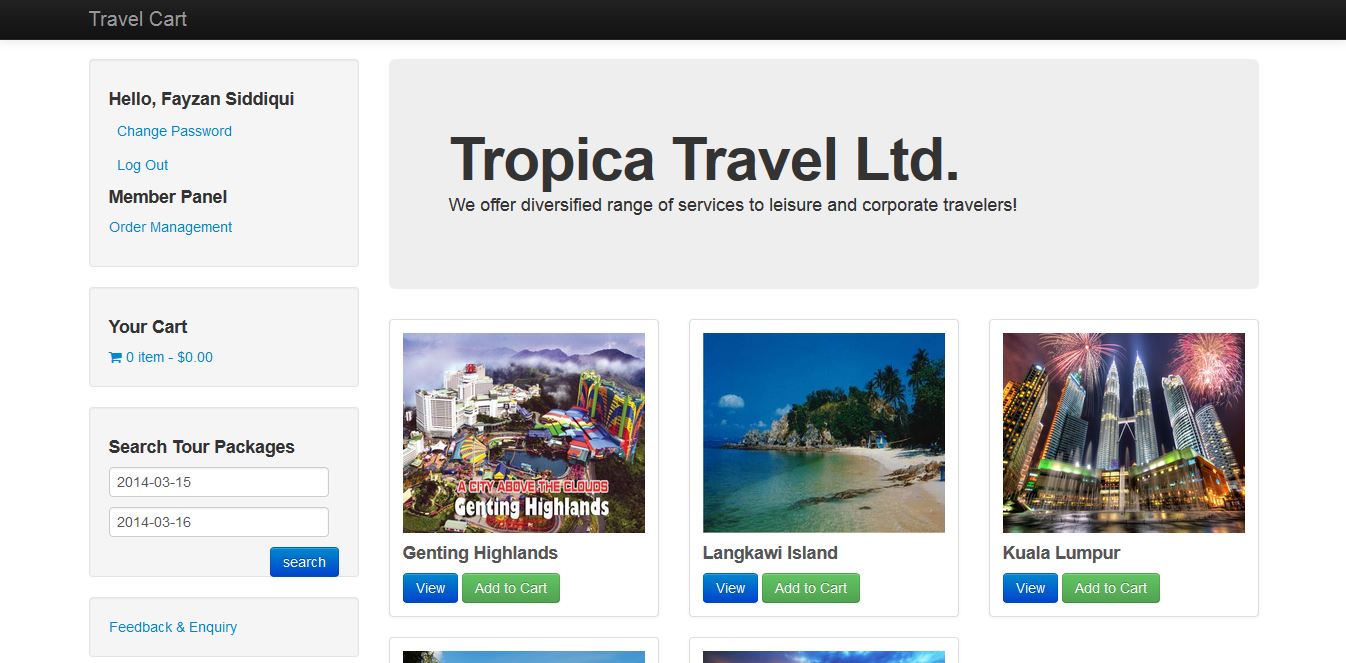 Travel Cart
Hello, Fayzan Siddiqui
Change Password
Log Out
Member Panel
Order Management
Your Cart
0 item - $0.00
Search Tour Packages
2014-03-15
2014-03-16
search
Feedback & Enquiry
Tropica Travel Ltd.
We offer diversified range of services to leisure and corporate travelers!
A CITY ABOVE THE CLOUDS
Genting Highlands
Genting Highlands
View Add to Cart
Langkawi Island
View Add to Cart
Kuala Lumpur
View Add to Cart